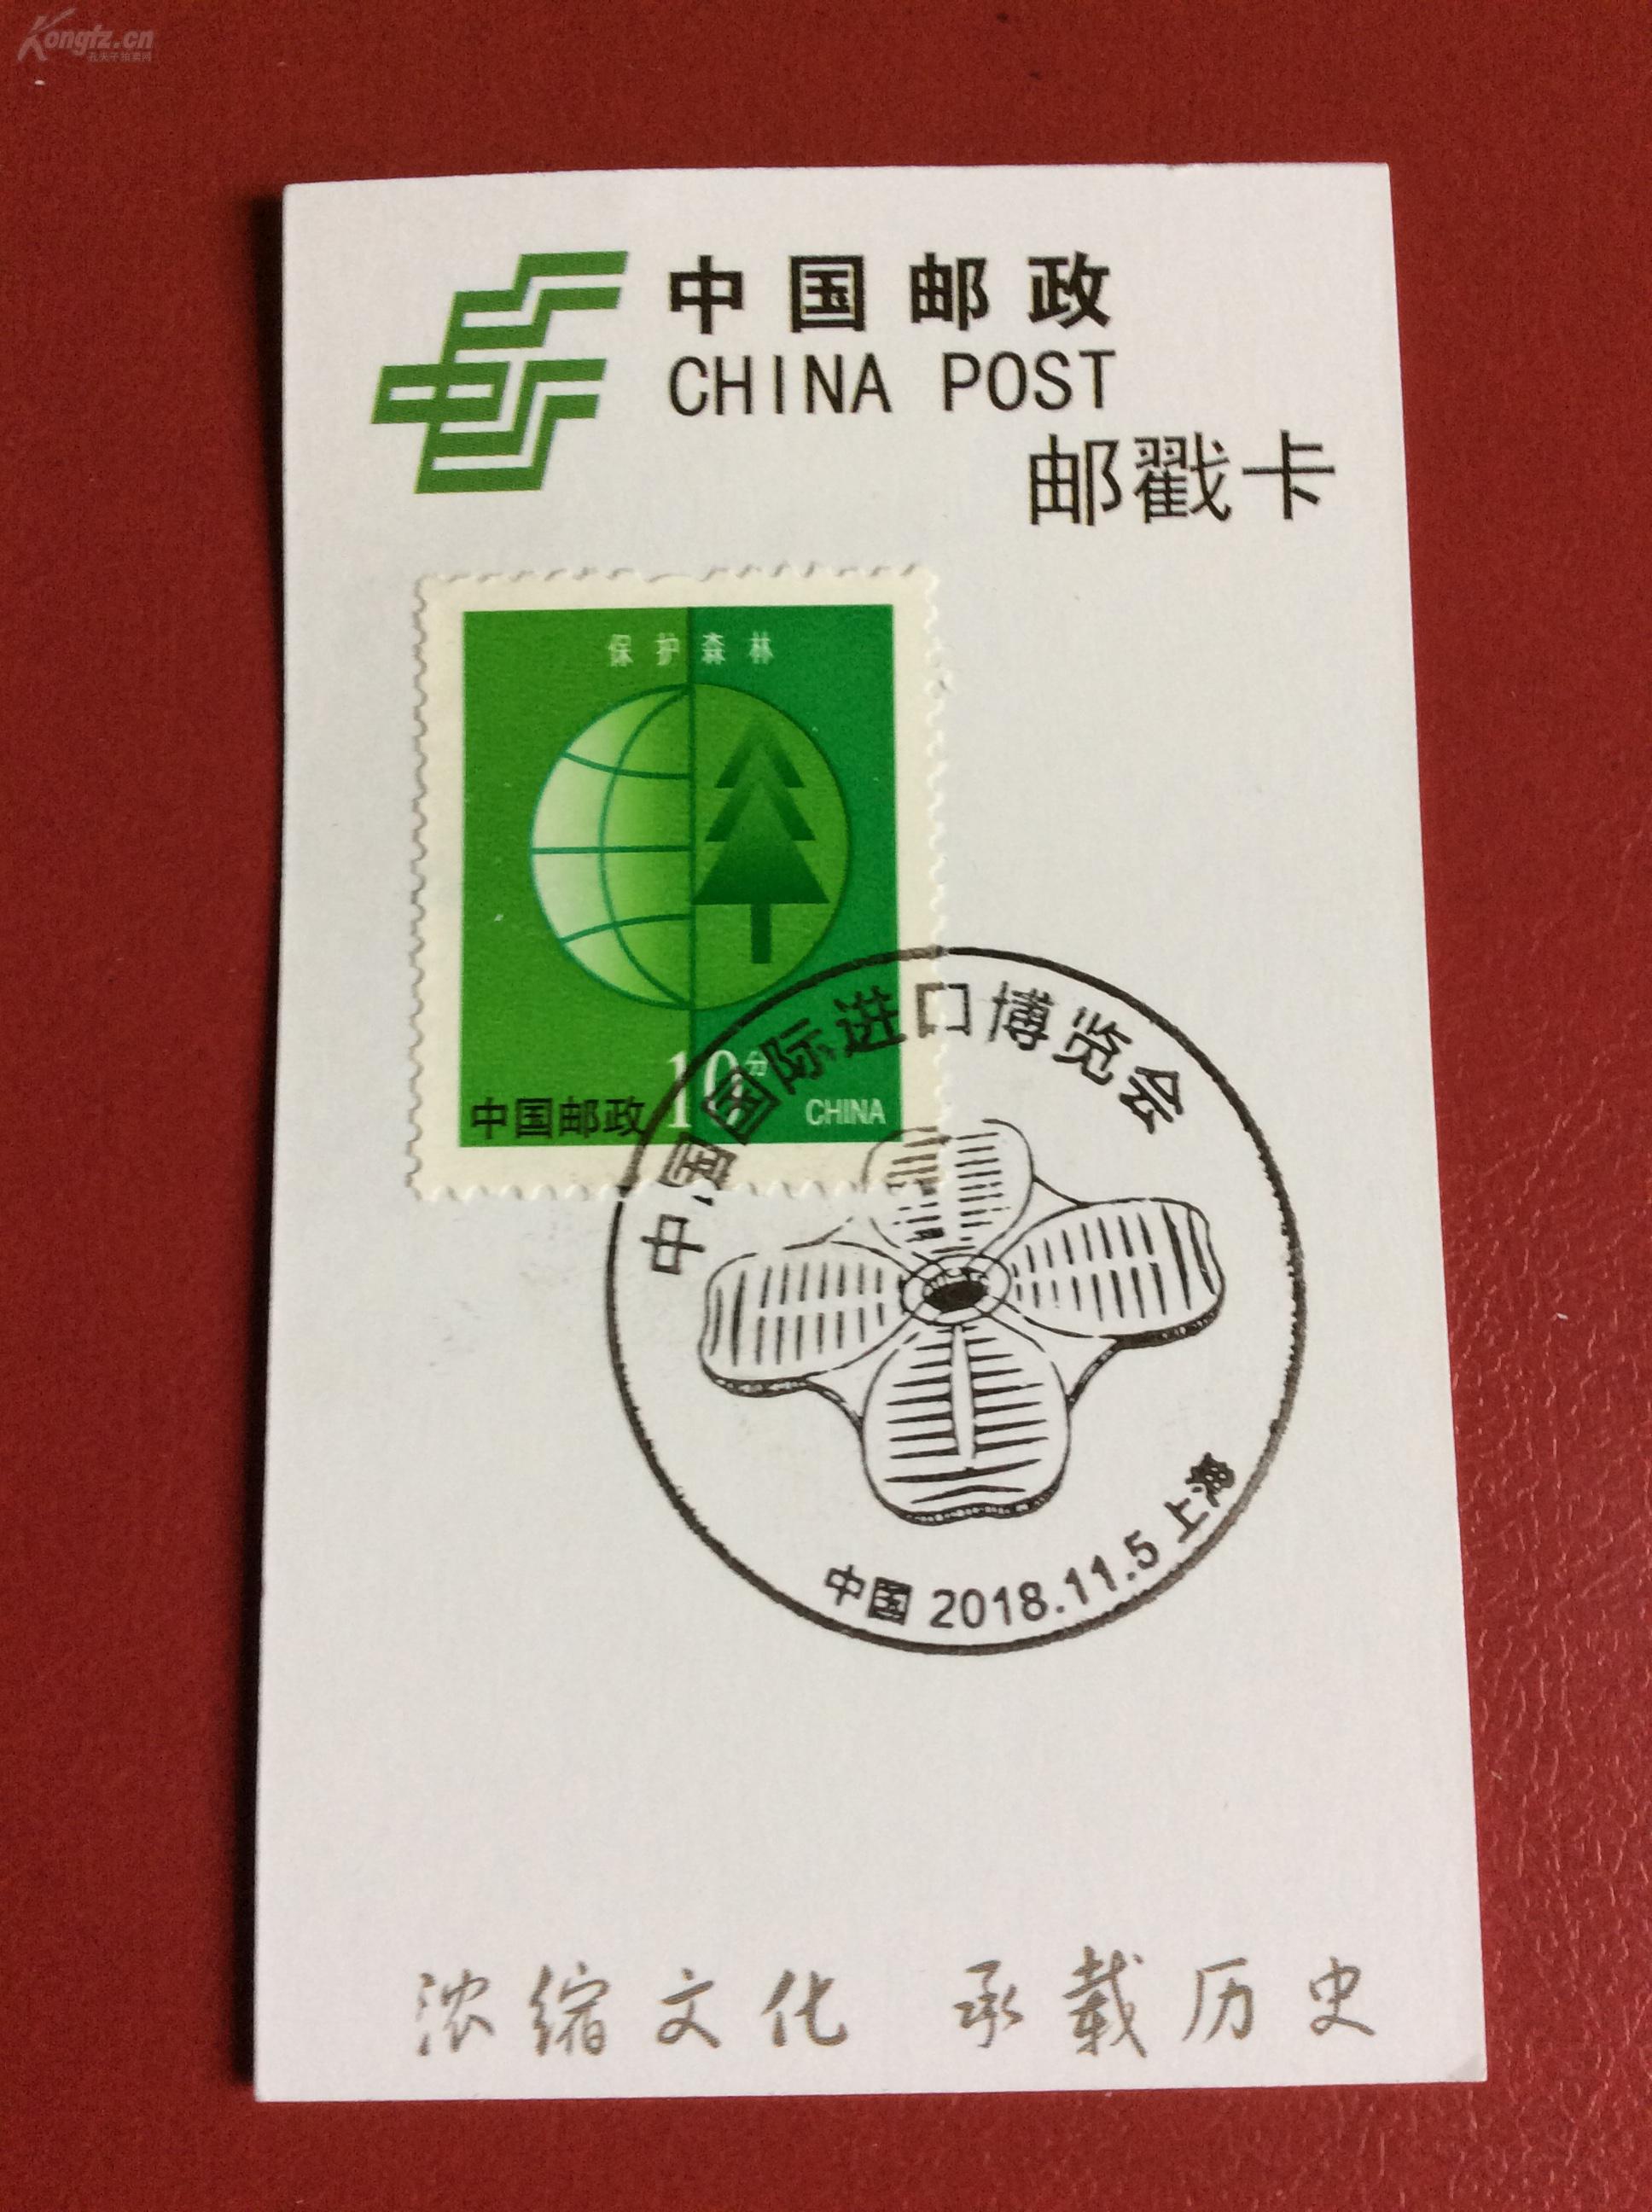 Kongfz.cn
中国邮政
CHINA POST
邮戳卡
保护森林
10分
中国邮政
CHINA
中国国际进口博览会
中国 2018.11.5 上海
浓缩文化 承载历史